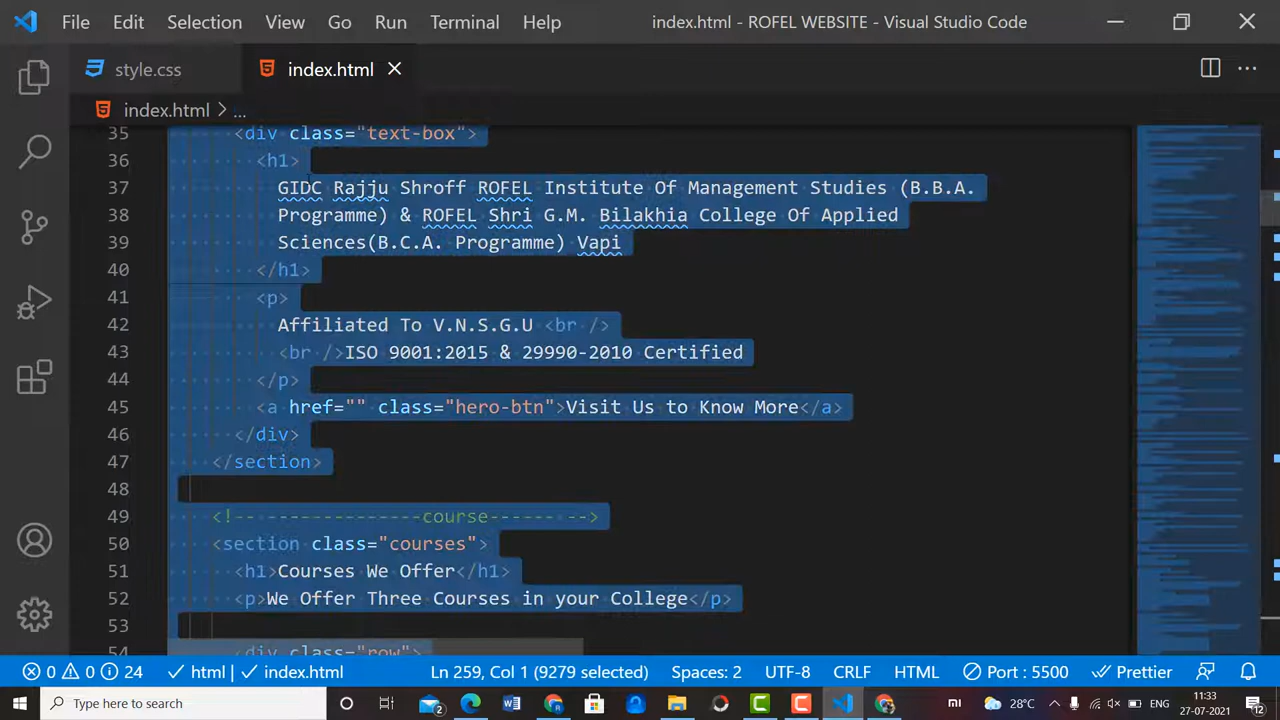 File Edit Selection View Go Run Terminal Help index.html - ROFEL WEBSITE - Visual Studio Code
style.css index.html
index.html > ...
35 <div class="text-box">
36 <h1>
37 GIDC Rajju Shroff ROFEL Institute Of Management Studies (B.B.A.
38 Programme) & ROFEL Shri G.M. Bilakhia College Of Applied
39 Sciences(B.C.A. Programme) Vapi
40 </h1>
41 <p>
42 Affiliated To V.N.S.G.U <br />
43 <br />ISO 9001:2015 & 29990-2010 Certified
44 </p>
45 <a href="" class="hero-btn">Visit Us to Know More</a>
46 </div>
47 </section>
48
49 <!-- -----------------course------ -->
50 <section class="courses">
51 <h1>Courses We Offer</h1>
52 <p>We Offer Three Courses in your College</p>
53
54 <div class="row">
0 0 24 html | index.html Ln 259, Col 1 (9279 selected) Spaces: 2 UTF-8 CRLF HTML Port : 5500 Prettier
Type here to search 2 mi 28°C 11:33
27-07-2021 12